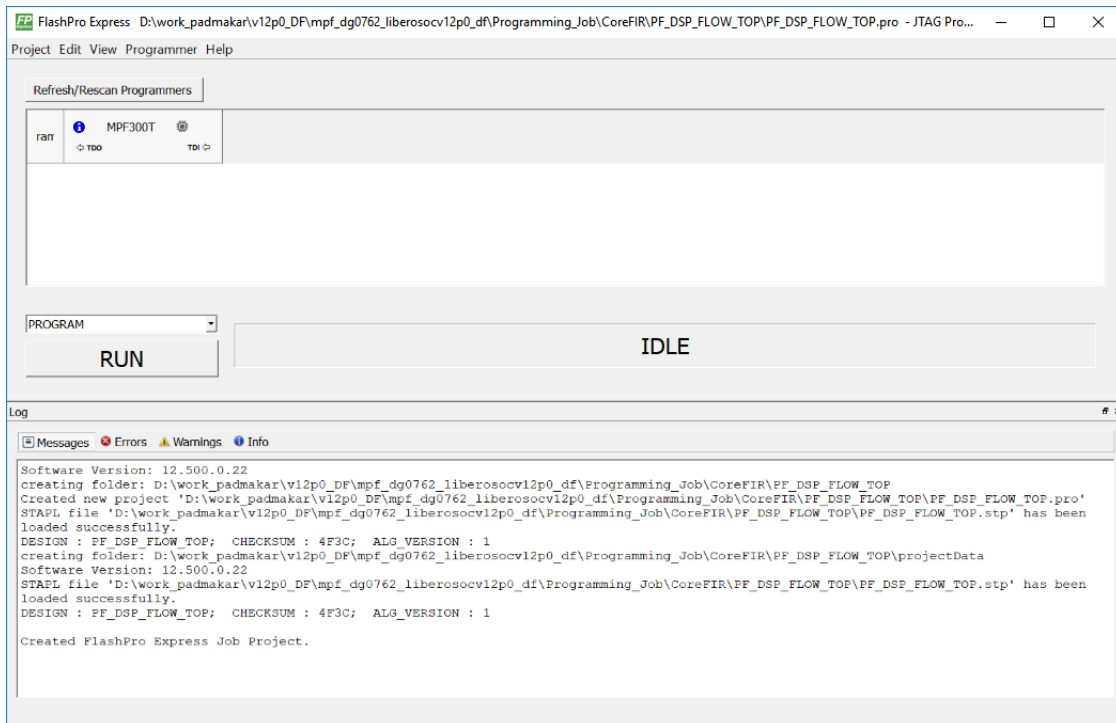 FP FlashPro Express D:\work_padmakar\v12p0_DF\mpf_dg0762_liberosocv12p0_df\Programming_Job\CoreFIR\PF_DSP_FLOW_TOP\PF_DSP_FLOW_TOP.pro - JTAG Pro...
Project Edit View Programmer Help
Refresh/Rescan Programmers
MPF300T
TDO TDI
PROGRAM
RUN
IDLE
Log
Messages Errors Warnings Info
Software Version: 12.500.0.22
creating folder: D:\work_padmakar\v12p0_DF\mpf_dg0762_liberosocv12p0_df\Programming_Job\CoreFIR\PF_DSP_FLOW_TOP
Created new project 'D:\work_padmakar\v12p0_DF\mpf_dg0762_liberosocv12p0_df\Programming_Job\CoreFIR\PF_DSP_FLOW_TOP\PF_DSP_FLOW_TOP.pro'
STAPL file 'D:\work_padmakar\v12p0_DF\mpf_dg0762_liberosocv12p0_df\Programming_Job\CoreFIR\PF_DSP_FLOW_TOP\PF_DSP_FLOW_TOP.stp' has been
loaded successfully.
DESIGN : PF_DSP_FLOW_TOP; CHECKSUM : 4F3C; ALG_VERSION : 1
creating folder: D:\work_padmakar\v12p0_DF\mpf_dg0762_liberosocv12p0_df\Programming_Job\CoreFIR\PF_DSP_FLOW_TOP\projectData
Software Version: 12.500.0.22
STAPL file 'D:\work_padmakar\v12p0_DF\mpf_dg0762_liberosocv12p0_df\Programming_Job\CoreFIR\PF_DSP_FLOW_TOP\PF_DSP_FLOW_TOP.stp' has been
loaded successfully.
DESIGN : PF_DSP_FLOW_TOP; CHECKSUM : 4F3C; ALG_VERSION : 1
Created FlashPro Express Job Project.